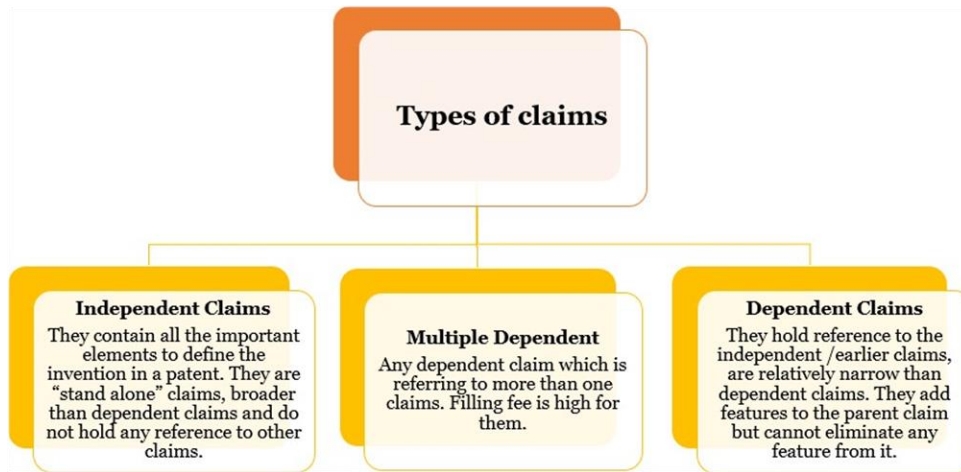 Types of claims
Independent Claims
They contain all the important
elements to define the
invention in a patent. They are
“stand alone” claims, broader
than dependent claims and do
not hold any reference to other
claims.
Multiple Dependent
Any dependent claim which is
referring to more than one
claims. Filling fee is high for
them.
Dependent Claims
They hold reference to the
independent /earlier claims,
are relatively narrow than
dependent claims. They add
features to the parent claim
but cannot eliminate any
feature from it.